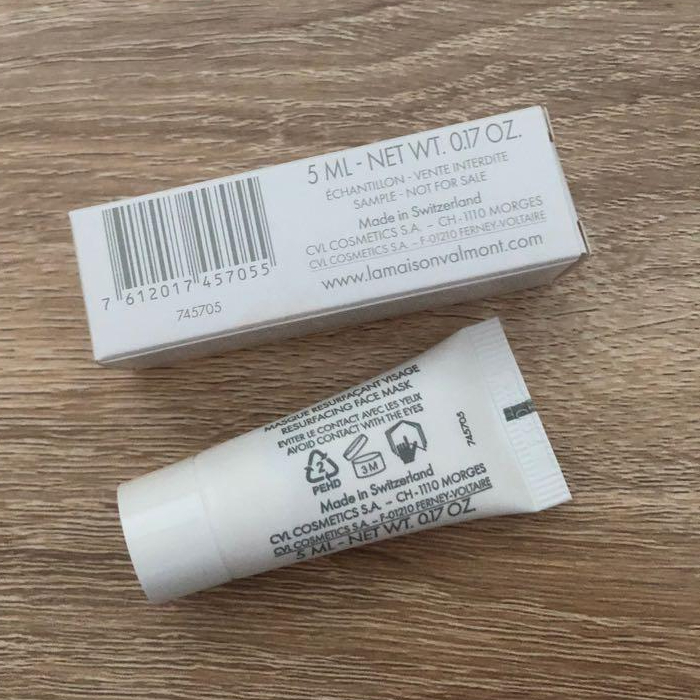 5 ML - NET WT. 0.17 OZ.
ÉCHANTILLON - VENTE INTERDITE
SAMPLE - NOT FOR SALE
Made in Switzerland
CVL COSMETICS S.A. – CH-1110 MORGES
CVL COSMETICS S.A. – F-01210 FERNEY-VOLTAIRE
www.lamaisonvalmont.com
7 612017 457055
745705
MASQUE RESURFAÇANT VISAGE
RESURFACING FACE MASK
EVITER LE CONTACT AVEC LES YEUX
AVOID CONTACT WITH THE EYES
2
PEHD
3 M
745705
Made in Switzerland
CVL COSMETICS S.A. – CH-1110 MORGES
CVL COSMETICS S.A. – F-01210 FERNEY-VOLTAIRE
5 ML – NET WT. 0.17 OZ.